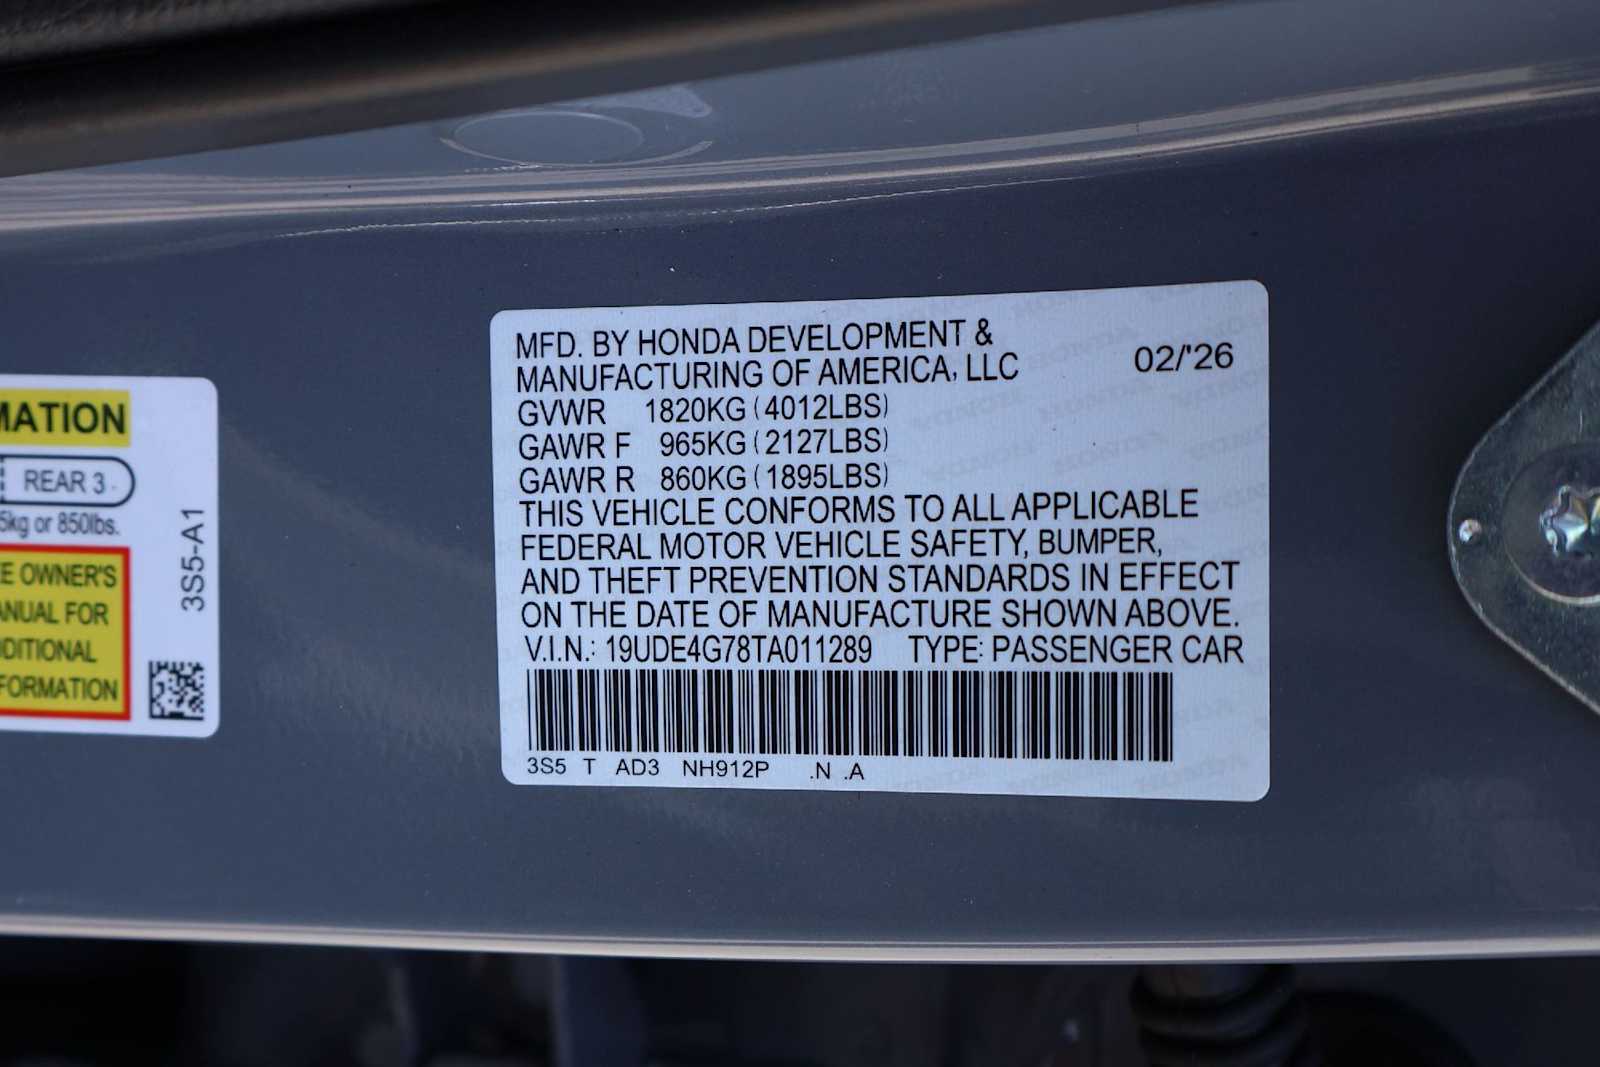 MATION
REAR 3
5kg or 850lbs.
E OWNER'S
ANUAL FOR
DITIONAL
FORMATION
3S5-A1
MFD. BY HONDA DEVELOPMENT &
MANUFACTURING OF AMERICA, LLC 02/'26
GVWR 1820KG (4012LBS)
GAWR F 965KG (2127LBS)
GAWR R 860KG (1895LBS)
THIS VEHICLE CONFORMS TO ALL APPLICABLE
FEDERAL MOTOR VEHICLE SAFETY, BUMPER,
AND THEFT PREVENTION STANDARDS IN EFFECT
ON THE DATE OF MANUFACTURE SHOWN ABOVE.
V.I.N.: 19UDE4G78TA011289 TYPE: PASSENGER CAR
3S5 T AD3 NH912P .N .A